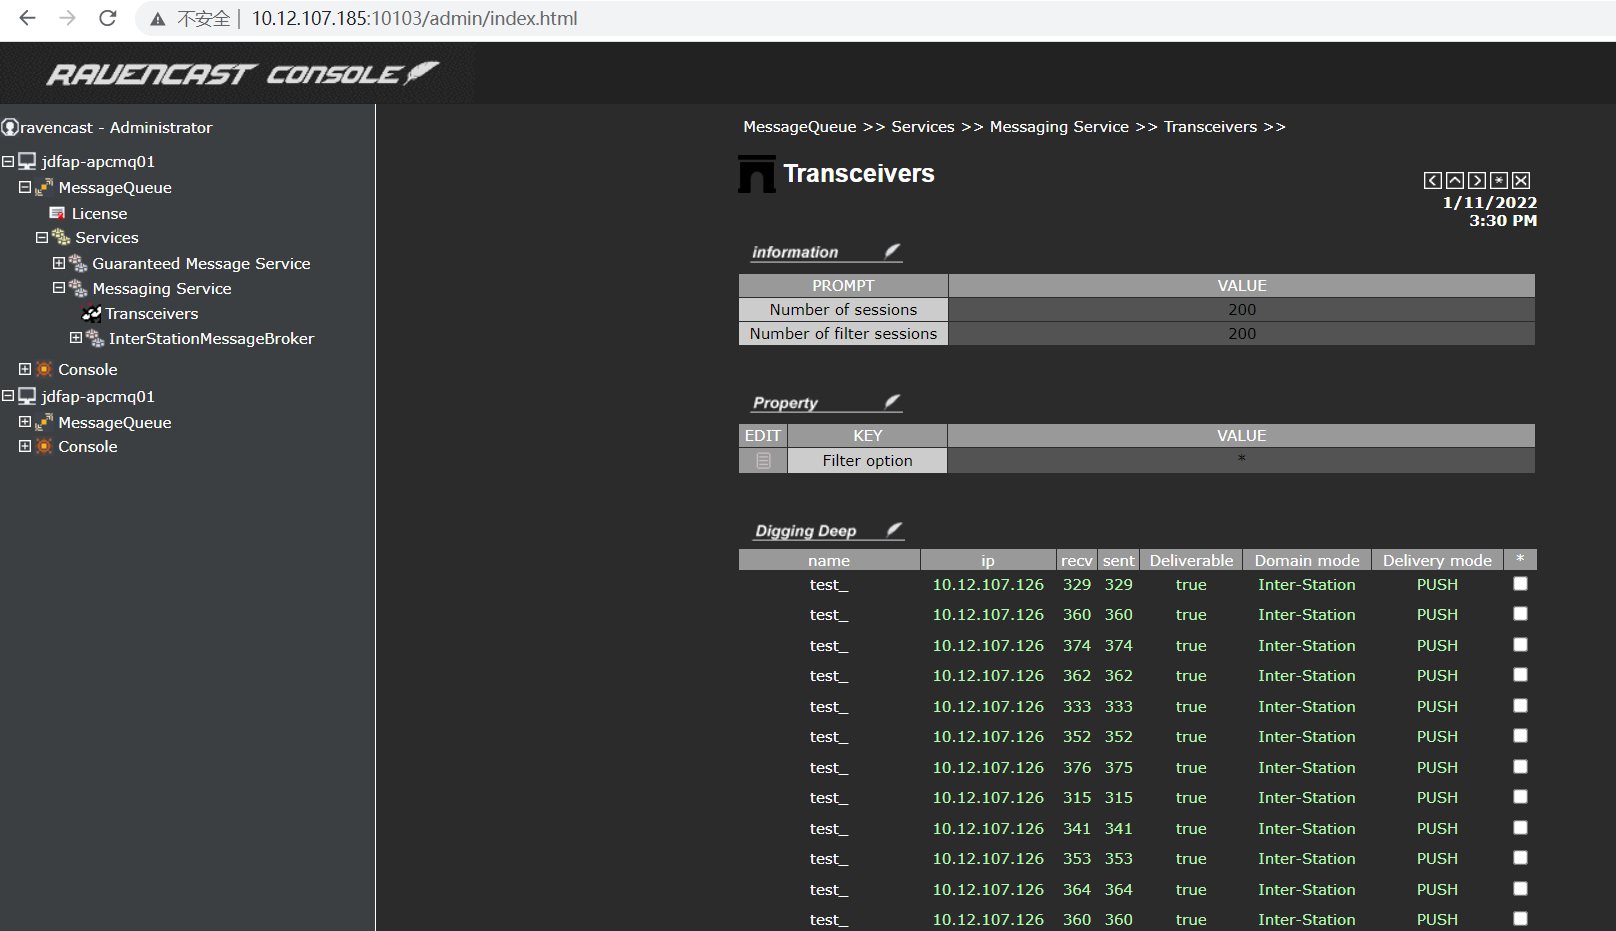 不安全 | 10.12.107.185:10103/admin/index.html
RAVENCAST CONSOLE
ravencast - Administrator
jdfap-apcmq01
MessageQueue
License
Services
Guaranteed Message Service
Messaging Service
Transceivers
InterStationMessageBroker
Console
jdfap-apcmq01
MessageQueue
Console
MessageQueue >> Services >> Messaging Service >> Transceivers >>
Transceivers
1/11/2022
3:30 PM
information
PROMPT VALUE
Number of sessions 200
Number of filter sessions 200
Property
EDIT KEY VALUE
Filter option *
Digging Deep
name ip recv sent Deliverable Domain mode Delivery mode *
test_ 10.12.107.126 329 329 true Inter-Station PUSH
test_ 10.12.107.126 360 360 true Inter-Station PUSH
test_ 10.12.107.126 374 374 true Inter-Station PUSH
test_ 10.12.107.126 362 362 true Inter-Station PUSH
test_ 10.12.107.126 333 333 true Inter-Station PUSH
test_ 10.12.107.126 352 352 true Inter-Station PUSH
test_ 10.12.107.126 376 375 true Inter-Station PUSH
test_ 10.12.107.126 315 315 true Inter-Station PUSH
test_ 10.12.107.126 341 341 true Inter-Station PUSH
test_ 10.12.107.126 353 353 true Inter-Station PUSH
test_ 10.12.107.126 364 364 true Inter-Station PUSH
test_ 10.12.107.126 360 360 true Inter-Station PUSH